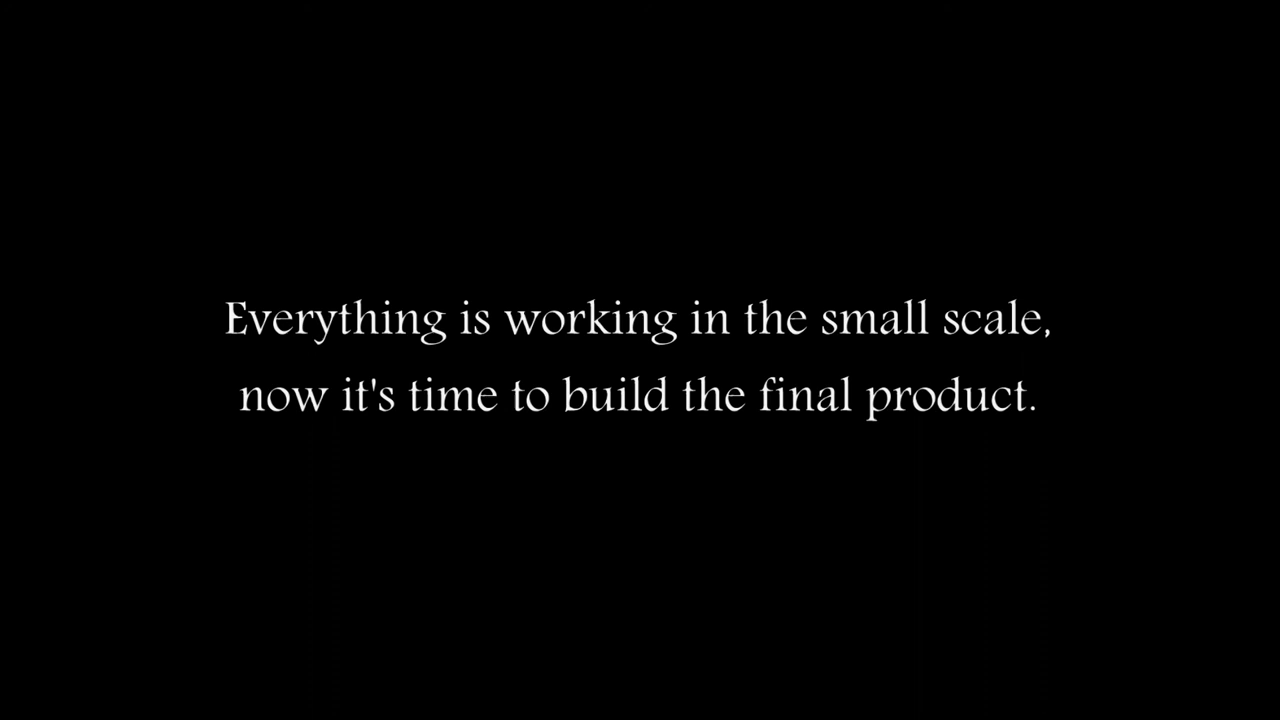 Everything is working in the small scale,
now it's time to build the final product.